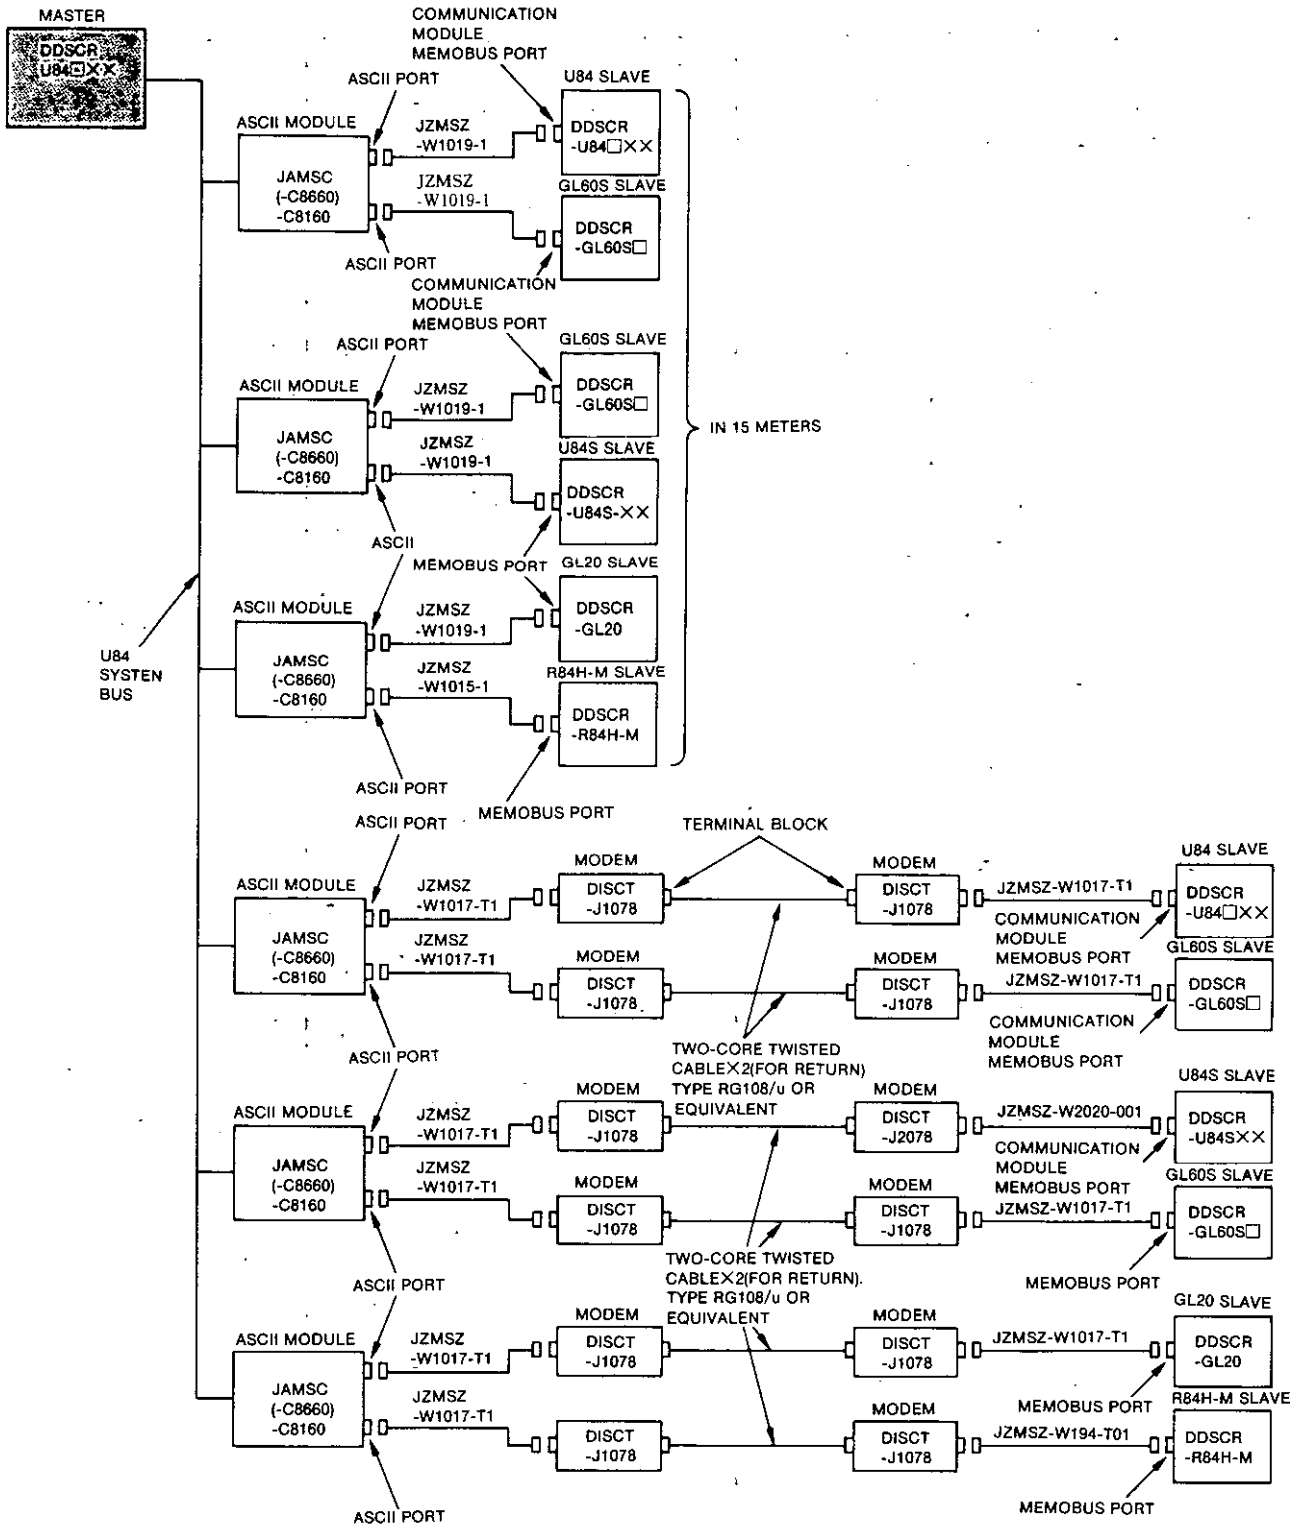 MASTER
DDSCR
U84□××
COMMUNICATION
MODULE
MEMOBUS PORT
ASCII PORT
U84 SLAVE
ASCII MODULE
JZMSZ
-W1019-1
DDSCR
-U84□××
JAMSC
(-C8660)
-C8160
JZMSZ
-W1019-1
GL60S SLAVE
DDSCR
-GL60S□
ASCII PORT
COMMUNICATION
MODULE
MEMOBUS PORT
ASCII PORT
GL60S SLAVE
ASCII MODULE
JZMSZ
-W1019-1
DDSCR
-GL60S□
IN 15 METERS
JAMSC
(-C8660)
-C8160
JZMSZ
-W1019-1
U84S SLAVE
DDSCR
-U84S-××
ASCII
MEMOBUS PORT
GL20 SLAVE
ASCII MODULE
JZMSZ
-W1019-1
DDSCR
-GL20
U84
SYSTEN
BUS
JAMSC
(-C8660)
-C8160
JZMSZ
-W1015-1
R84H-M SLAVE
DDSCR
-R84H-M
ASCII PORT
MEMOBUS PORT
ASCII PORT
TERMINAL BLOCK
ASCII MODULE
JZMSZ
-W1017-T1
MODEM
DISCT
-J1078
MODEM
DISCT
-J1078
JZMSZ-W1017-T1
U84 SLAVE
DDSCR
-U84□××
COMMUNICATION
MODULE
MEMOBUS PORT
JAMSC
(-C8660)
-C8160
JZMSZ
-W1017-T1
MODEM
DISCT
-J1078
MODEM
DISCT
-J1078
JZMSZ-W1017-T1
GL60S SLAVE
DDSCR
-GL60S□
COMMUNICATION
MODULE
MEMOBUS PORT
ASCII PORT
TWO-CORE TWISTED
CABLE×2(FOR RETURN)
TYPE RG108/u OR
EQUIVALENT
ASCII MODULE
JZMSZ
-W1017-T1
MODEM
DISCT
-J1078
MODEM
DISCT
-J2078
JZMSZ-W2020-001
U84S SLAVE
DDSCR
-U84S××
COMMUNICATION
MODULE
MEMOBUS PORT
JAMSC
(-C8660)
-C8160
JZMSZ
-W1017-T1
MODEM
DISCT
-J1078
MODEM
DISCT
-J1078
JZMSZ-W1017-T1
GL60S SLAVE
DDSCR
-GL60S□
MEMOBUS PORT
ASCII PORT
TWO-CORE TWISTED
CABLE×2(FOR RETURN).
TYPE RG108/u OR
EQUIVALENT
ASCII MODULE
JZMSZ
-W1017-T1
MODEM
DISCT
-J1078
MODEM
DISCT
-J1078
JZMSZ-W1017-T1
GL20 SLAVE
DDSCR
-GL20
MEMOBUS PORT
JAMSC
(-C8660)
-C8160
JZMSZ
-W1017-T1
DISCT
-J1078
MODEM
DISCT
-J1078
JZMSZ-W194-T01
R84H-M SLAVE
DDSCR
-R84H-M
MEMOBUS PORT
ASCII PORT